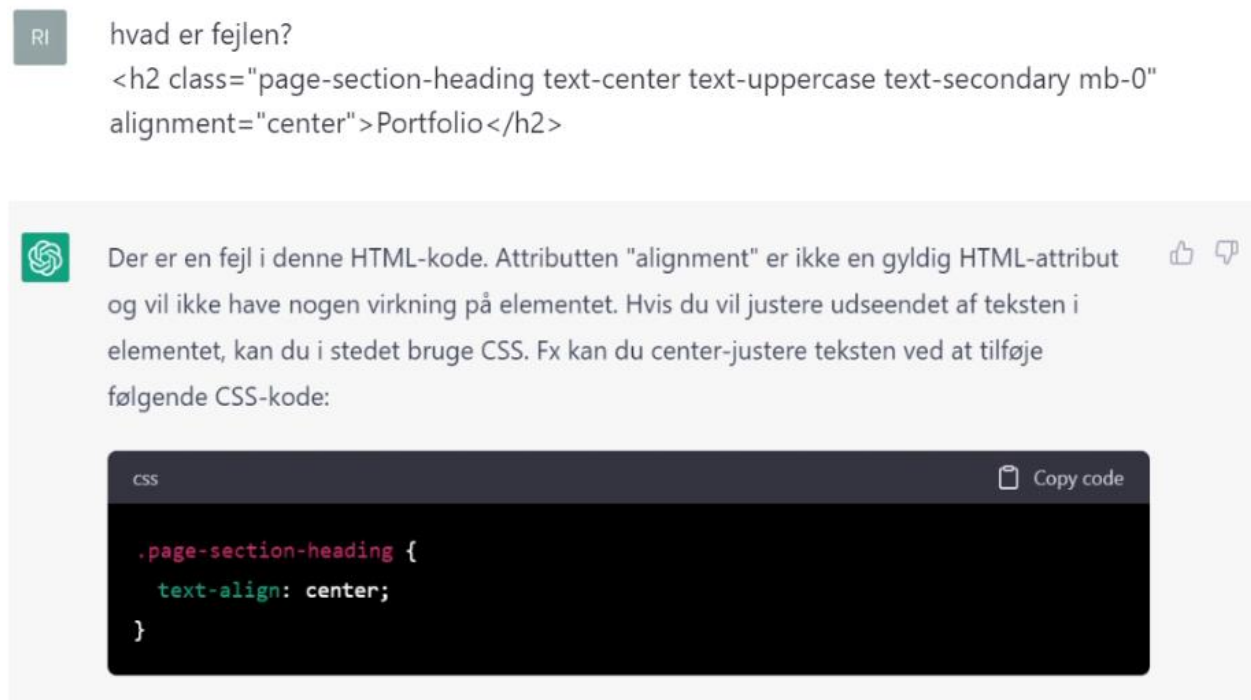 RI
hvad er fejlen?
<h2 class="page-section-heading text-center text-uppercase text-secondary mb-0"
alignment="center">Portfolio</h2>
Der er en fejl i denne HTML-kode. Attributten "alignment" er ikke en gyldig HTML-attribut
og vil ikke have nogen virkning på elementet. Hvis du vil justere udseendet af teksten i
elementet, kan du i stedet bruge CSS. Fx kan du center-justere teksten ved at tilføje
følgende CSS-kode:
css
Copy code
.page-section-heading {
  text-align: center;
}